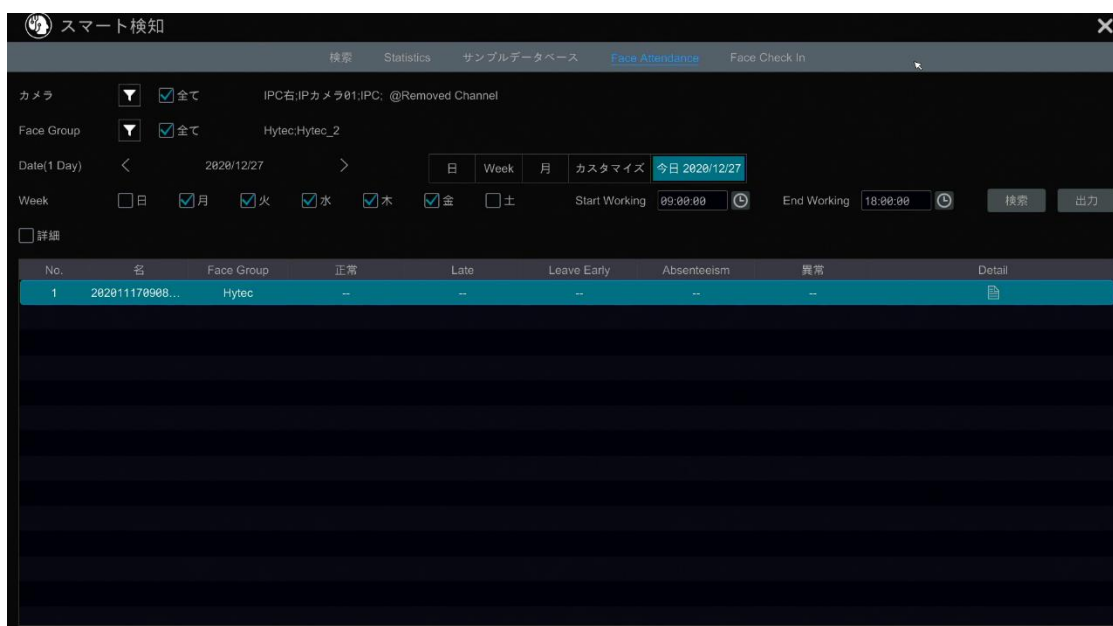 スマート検知
検索 Statistics サンプルデータベース Face Attendance Face Check In
カメラ 全て IPC右;IPカメラ01;IPC; @Removed Channel
Face Group 全て Hytec;Hytec_2
Date(1 Day) < 2020/12/27 > 日 Week 月 カスタマイズ 今日 2020/12/27
Week 日 月 火 水 木 金 土 Start Working 09:00:00 End Working 18:00:00 検索 出力
詳細
No. 名 Face Group 正常 Late Leave Early Absenteeism 異常 Detail
1 202011170908... Hytec -- -- -- -- --